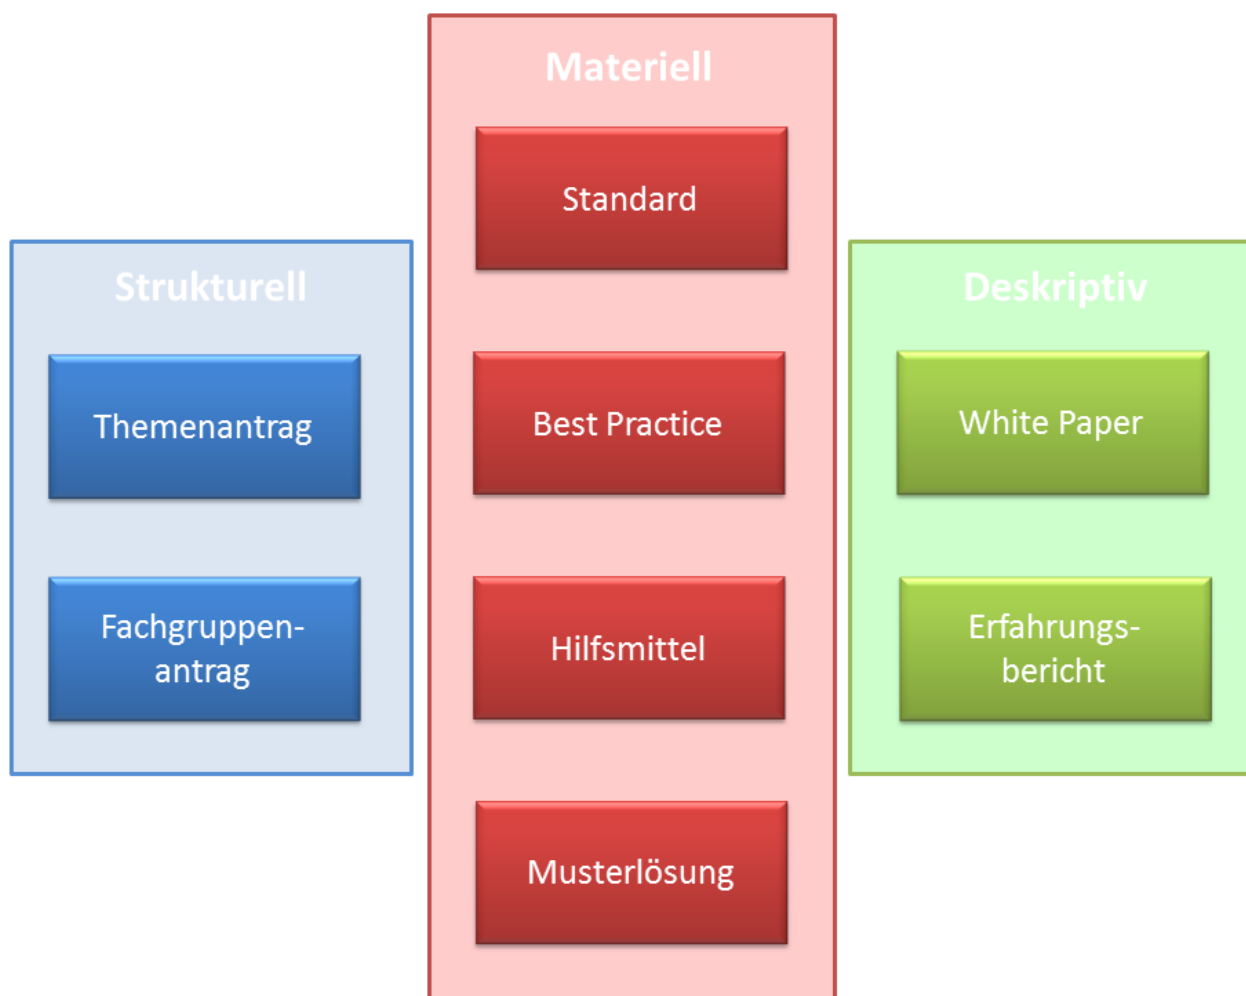 Strukturell
Themenantrag
Fachgruppen-
antrag
Materiell
Standard
Best Practice
Hilfsmittel
Musterlösung
Deskriptiv
White Paper
Erfahrungs-
bericht